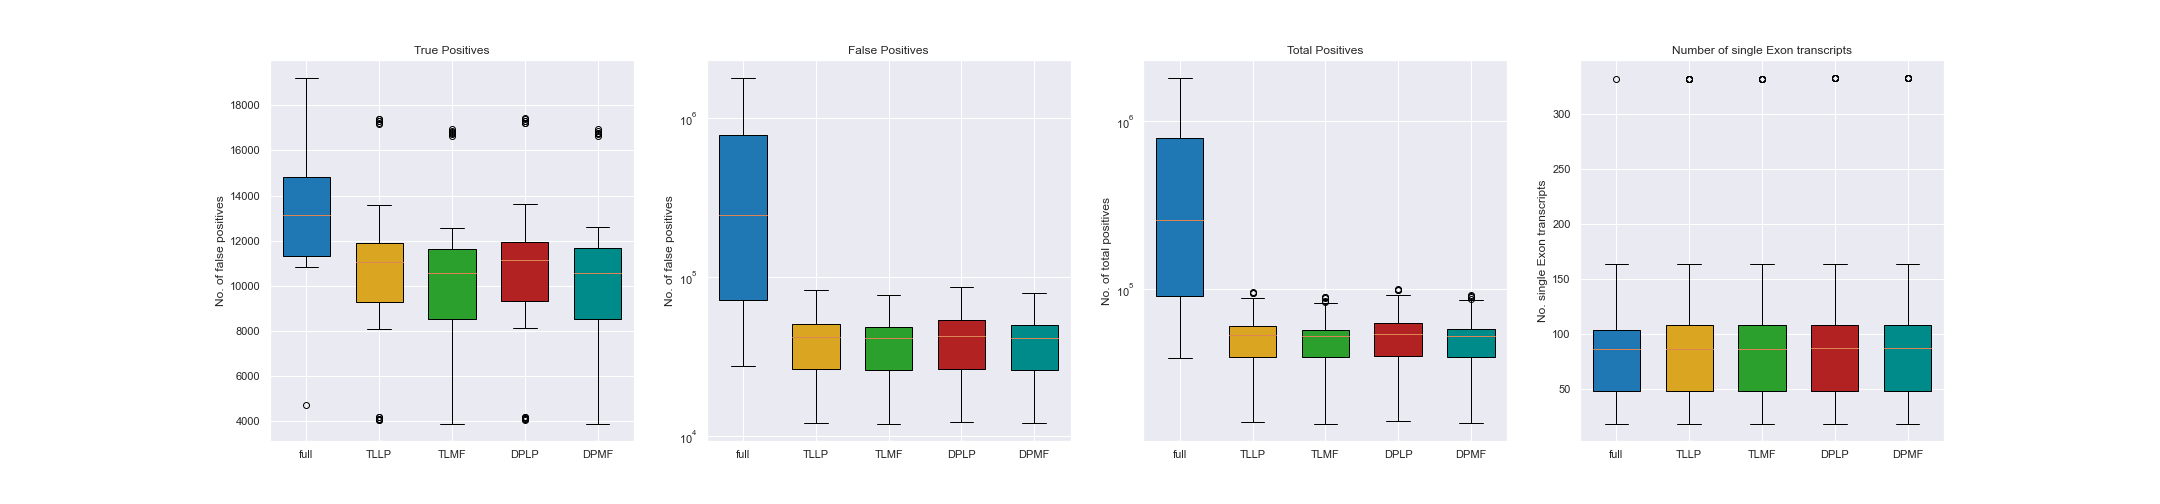 True Positives
No. of false positives
18000
16000
14000
12000
10000
8000
6000
4000
full TLLP TLMF DPLP DPMF
False Positives
No. of false positives
10^6
10^5
10^4
full TLLP TLMF DPLP DPMF
Total Positives
No. of total positives
10^6
10^5
full TLLP TLMF DPLP DPMF
Number of single Exon transcripts
No. single Exon transcripts
300
250
200
150
100
50
full TLLP TLMF DPLP DPMF